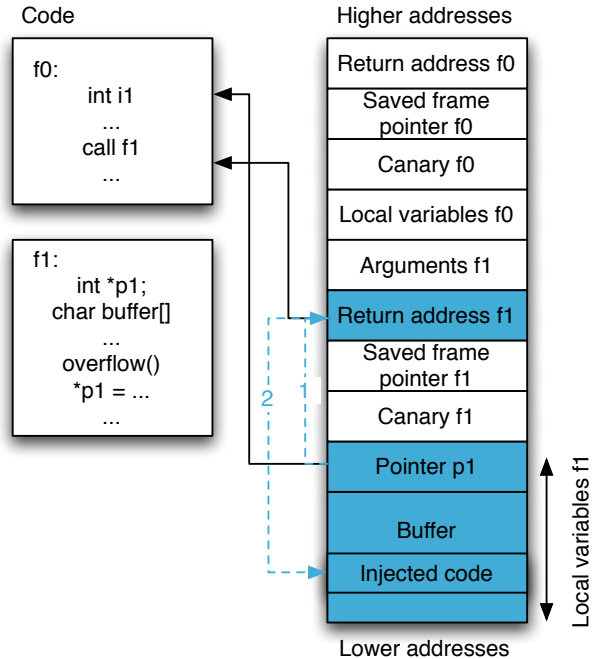 Code
f0:
int i1
...
call f1
...
f1:
int *p1;
char buffer[]
...
overflow()
*p1 = ...
...
Higher addresses
Return address f0
Saved frame
pointer f0
Canary f0
Local variables f0
Arguments f1
Return address f1
Saved frame
pointer f1
Canary f1
Pointer p1
Buffer
Injected code
Lower addresses
2
1
Local variables f1